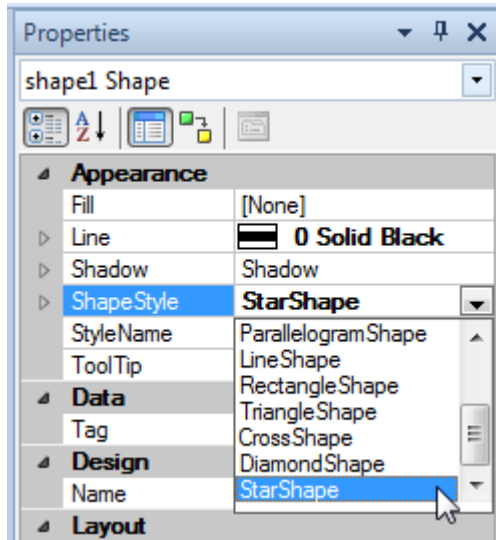 Properties
shape1 Shape
Appearance
Fill [None]
Line 0 Solid Black
Shadow Shadow
ShapeStyle StarShape
StyleName
ToolTip
Data
Tag
Design
Name
Layout
ParallelogramShape
LineShape
RectangleShape
TriangleShape
CrossShape
DiamondShape
StarShape